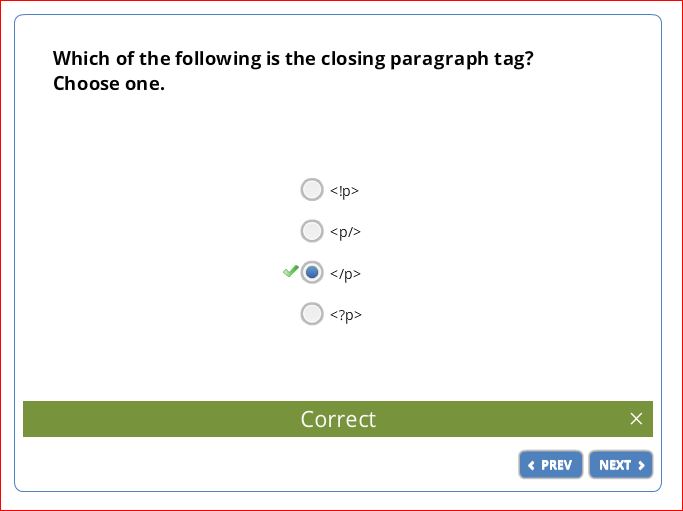 Which of the following is the closing paragraph tag?
Choose one.
<!p>
<p/>
</p>
<?p>
Correct
PREV
NEXT